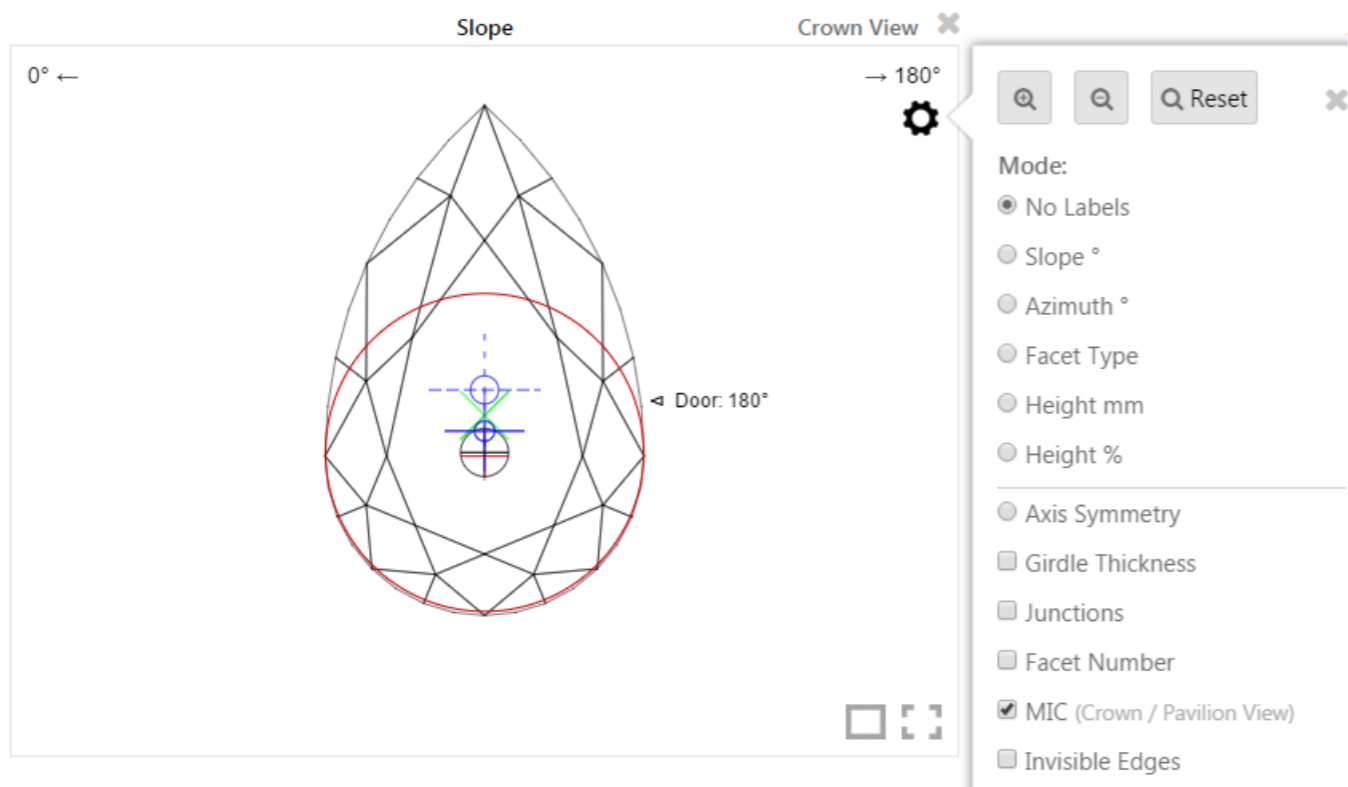 Slope
Crown View
0° ←
→ 180°
Reset
Mode:
No Labels
Slope °
Azimuth °
Facet Type
Height mm
Door: 180°
Height %
Axis Symmetry
Girdle Thickness
Junctions
Facet Number
MIC (Crown / Pavilion View)
Invisible Edges